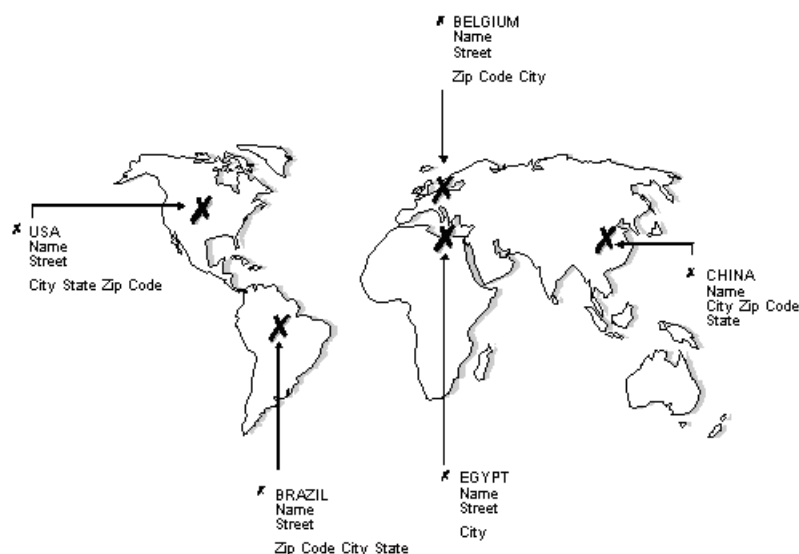 BELGIUM
Name
Street
Zip Code City
USA
Name
Street
City State Zip Code
CHINA
Name
City Zip Code
State
BRAZIL
Name
Street
Zip Code City State
EGYPT
Name
Street
City